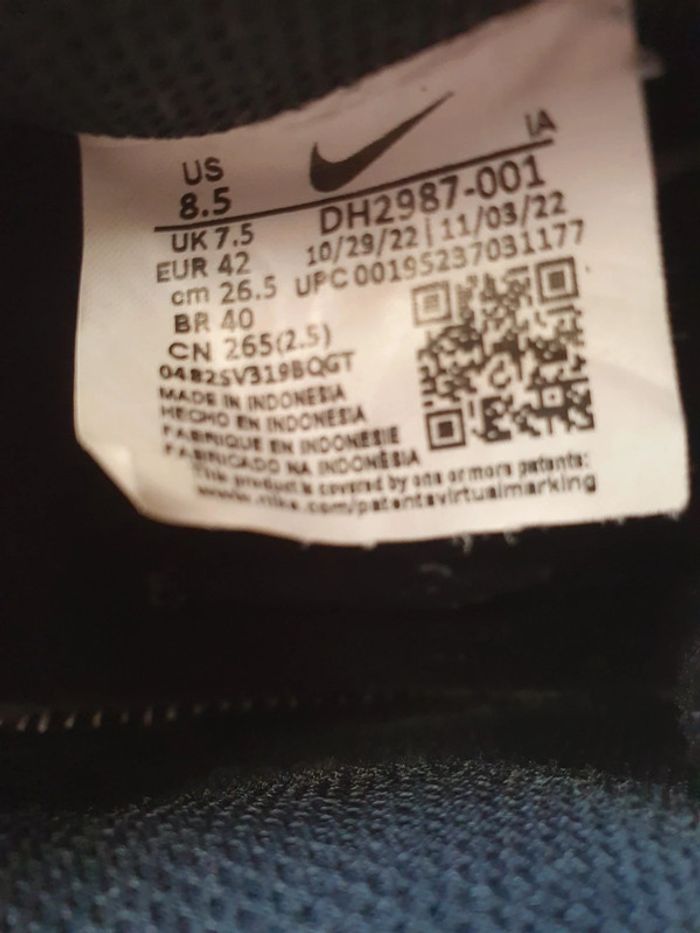 US
8.5
UK 7.5
EUR 42
cm 26.5
BR 40
CN 265(2.5)
IA
DH2987-001
10/29/22 | 11/03/22
UPC 00195237031177
0482SV319BQGT
MADE IN INDONESIA
HECHO EN INDONESIA
FABRIQUE EN INDONESIE
FABRICADO NA INDONÉSIA
This product is covered by one or more patents:
www.nike.com/patentsvirtualmarking